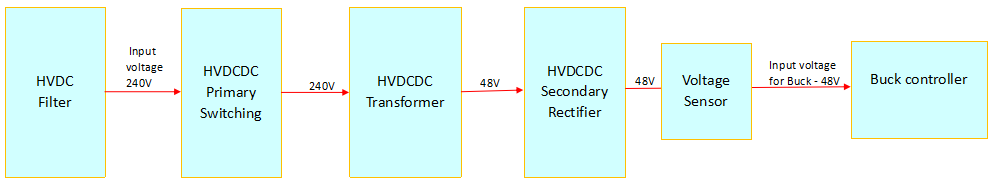 HVDC
Filter
Input
voltage
240V
HVDCDC
Primary
Switching
240V
HVDCDC
Transformer
48V
HVDCDC
Secondary
Rectifier
48V
Voltage
Sensor
Input voltage
for Buck - 48V
Buck controller